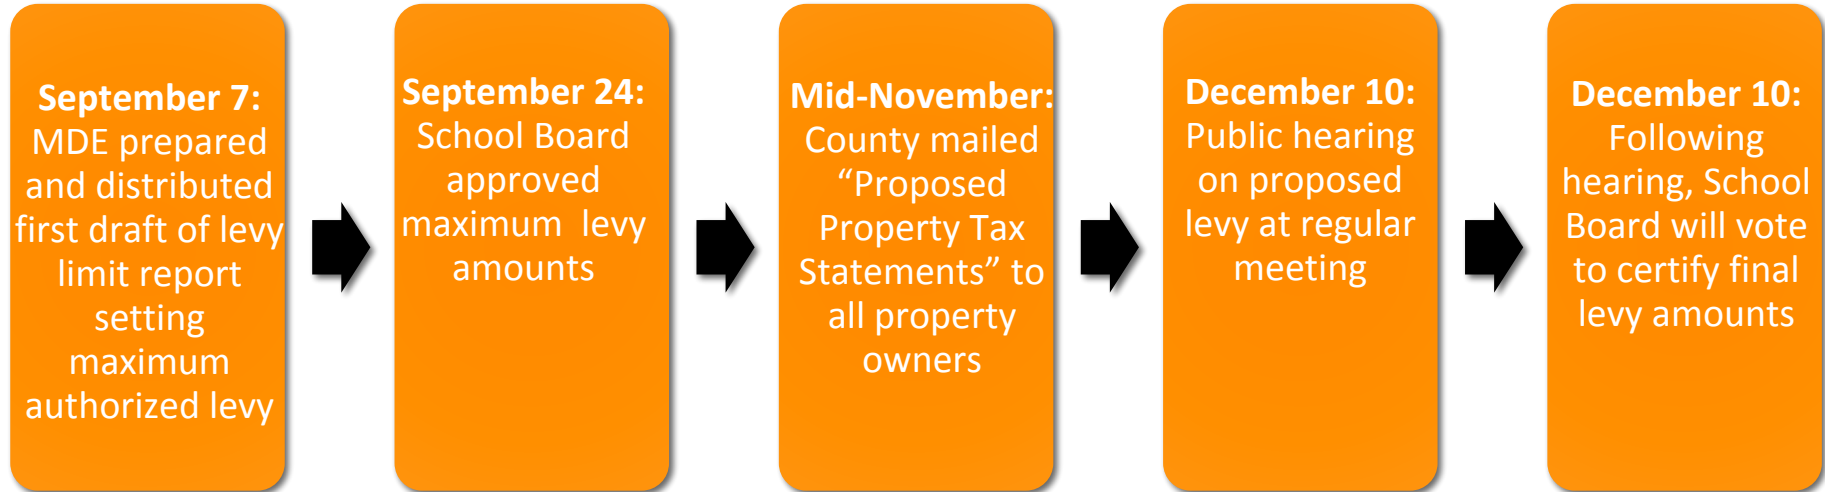 September 7:
MDE prepared
and distributed
first draft of levy
limit report
setting
maximum
authorized levy
September 24:
School Board
approved
maximum  levy
amounts
Mid-November:
County mailed
“Proposed
Property Tax
Statements” to
all property
owners
December 10:
Public hearing
on proposed
levy at regular
meeting
December 10:
Following
hearing, School
Board will vote
to certify final
levy amounts